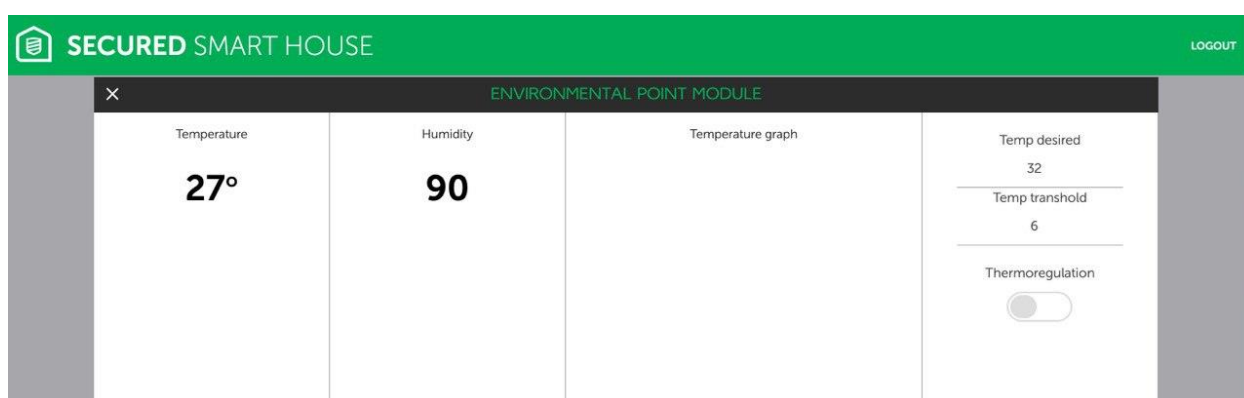 SECURED SMART HOUSE
LOGOUT
ENVIRONMENTAL POINT MODULE
Temperature
27°
Humidity
90
Temperature graph
Temp desired
32
Temp transhold
6
Thermoregulation